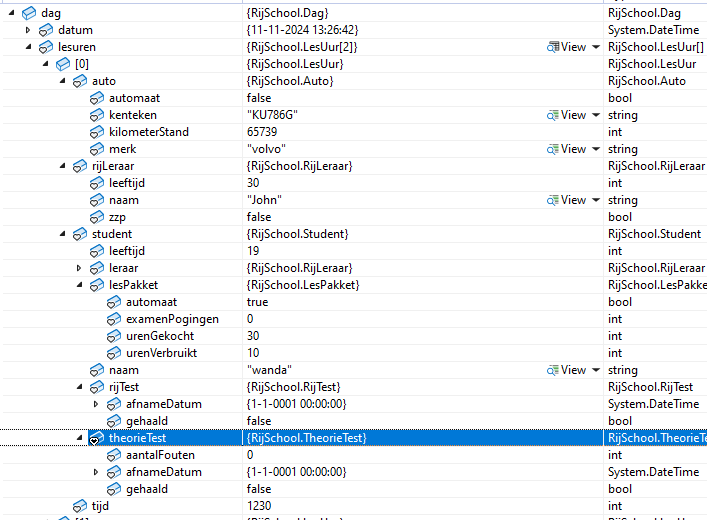 dag {RijSchool.Dag} RijSchool.Dag
datum {11-11-2024 13:26:42} System.DateTime
lesuren {RijSchool.LesUur[2]} View RijSchool.LesUur[]
[0] {RijSchool.LesUur} RijSchool.LesUur
auto {RijSchool.Auto} RijSchool.Auto
automaat false bool
kenteken "KU786G" View string
kilometerStand 65739 int
merk "volvo" View string
rijLeraar {RijSchool.RijLeraar} RijSchool.RijLeraar
leeftijd 30 int
naam "John" View string
zzp false bool
student {RijSchool.Student} RijSchool.Student
leeftijd 19 int
leraar {RijSchool.RijLeraar} RijSchool.RijLeraar
lesPakket {RijSchool.LesPakket} RijSchool.LesPakke
automaat true bool
examenPogingen 0 int
urenGekocht 30 int
urenVerbruikt 10 int
naam "wanda" View string
rijTest {RijSchool.RijTest} RijSchool.RijTest
afnameDatum {1-1-0001 00:00:00} System.DateTime
gehaald false bool
theorieTest {RijSchool.TheorieTest} RijSchool.TheorieTe
aantalFouten 0 int
afnameDatum {1-1-0001 00:00:00} System.DateTime
gehaald false bool
tijd 1230 int